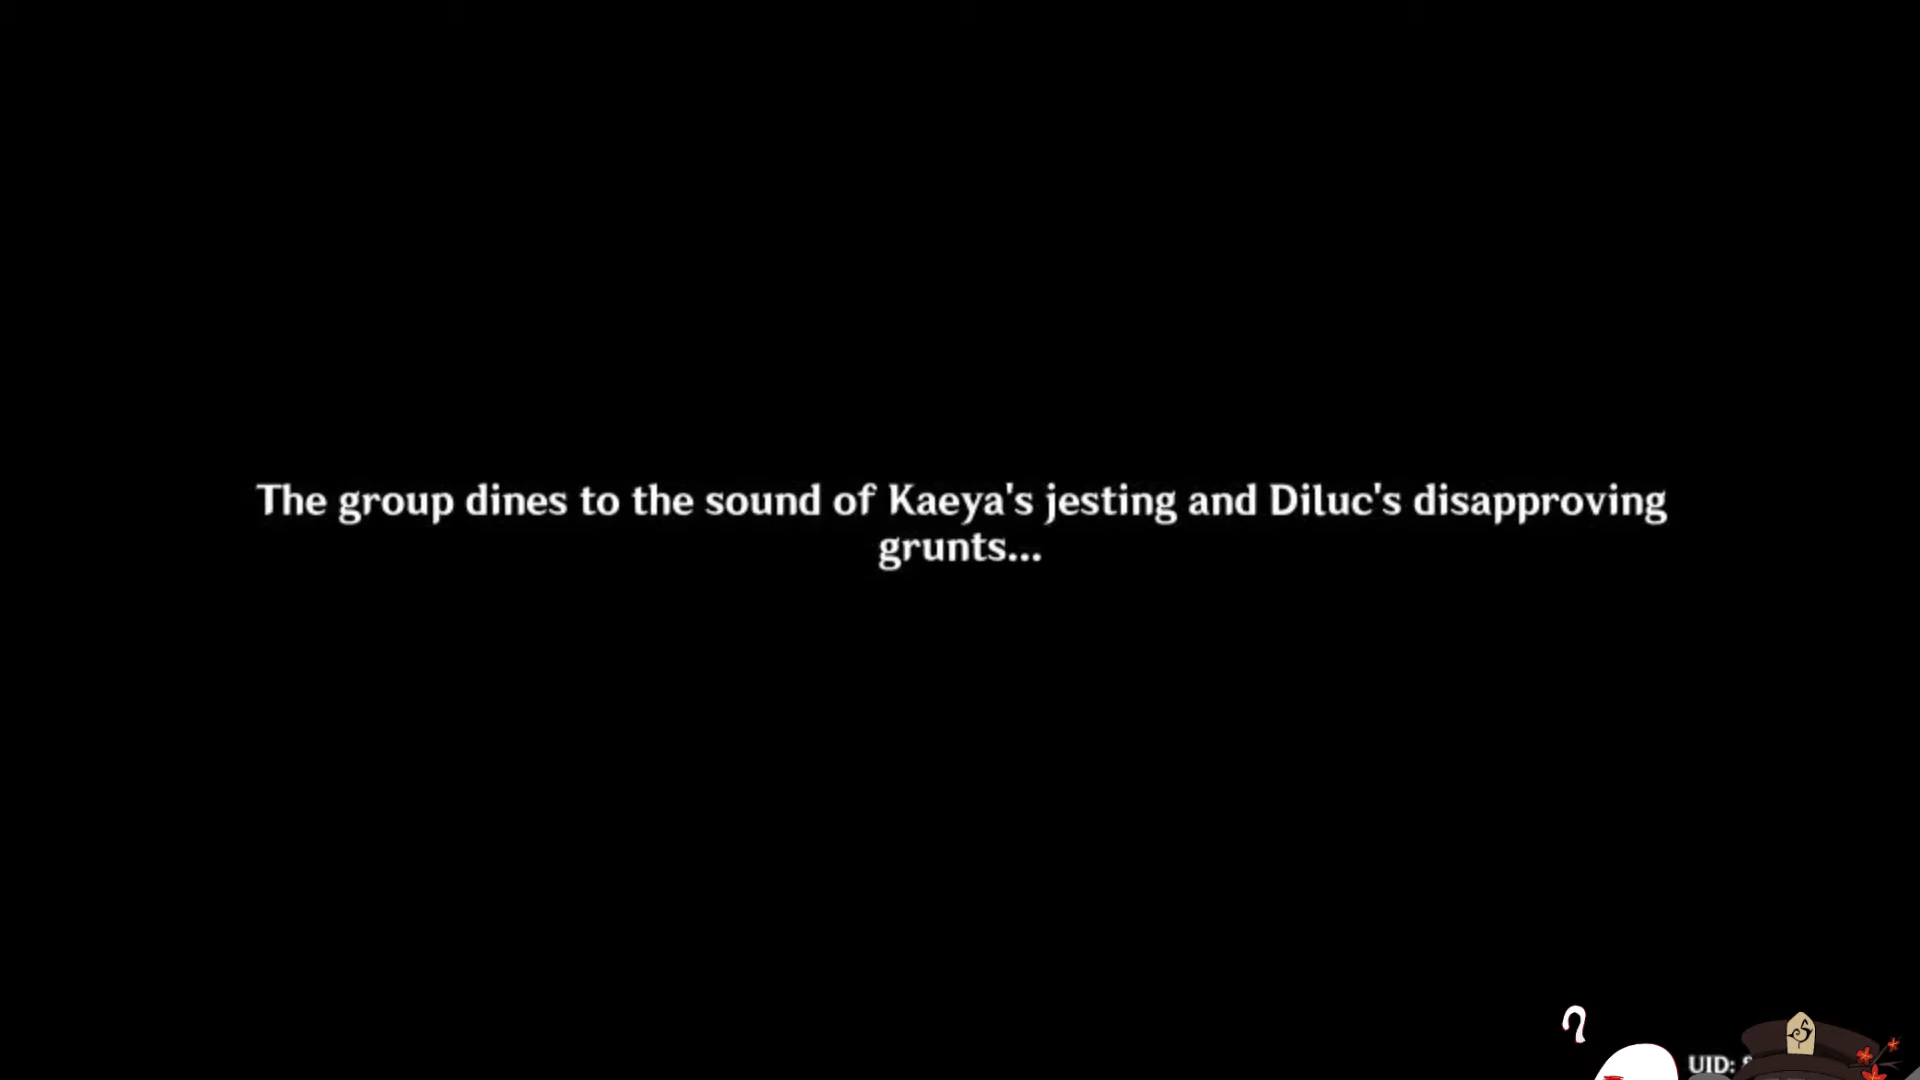 The group dines to the sound of Kaeya's jesting and Diluc's disapproving
grunts...
?
UID: